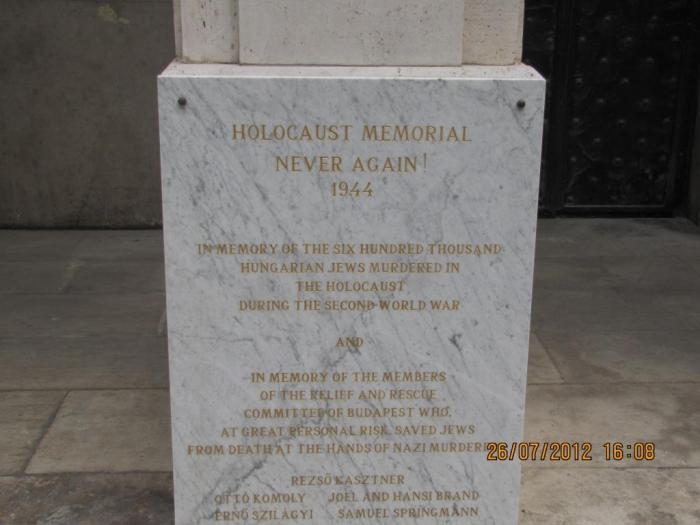 HOLOCAUST MEMORIAL
NEVER AGAIN!
1944
IN MEMORY OF THE SIX HUNDRED THOUSAND
HUNGARIAN JEWS MURDERED IN
THE HOLOCAUST
DURING THE SECOND WORLD WAR
AND
IN MEMORY OF THE MEMBERS
OF THE RELIEF AND RESCUE
COMMITTEE OF BUDAPEST WHO,
AT GREAT PERSONAL RISK, SAVED JEWS
FROM DEATH AT THE HANDS OF NAZI
26/07/2012 16:08
REZSŐ KASZTNER
OTTÓ KOMOLY JOEL AND HANSI BRAND
ERNŐ SZILÁGYI SAMUEL SPRINGMANN